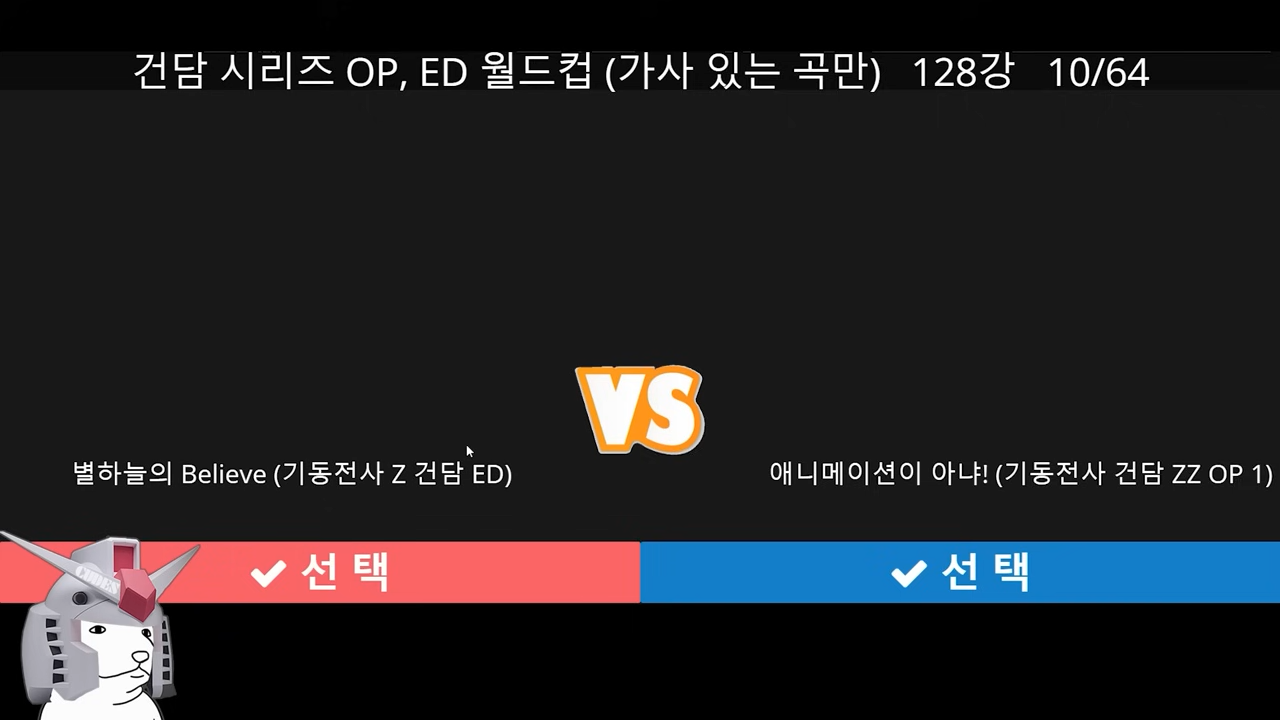 건담 시리즈 OP, ED 월드컵 (가사 있는 곡만) 128강 10/64
VS
별하늘의 Believe (기동전사 Z 건담 ED)
애니메이션이 아냐! (기동전사 건담 ZZ OP 1)
선택
선택